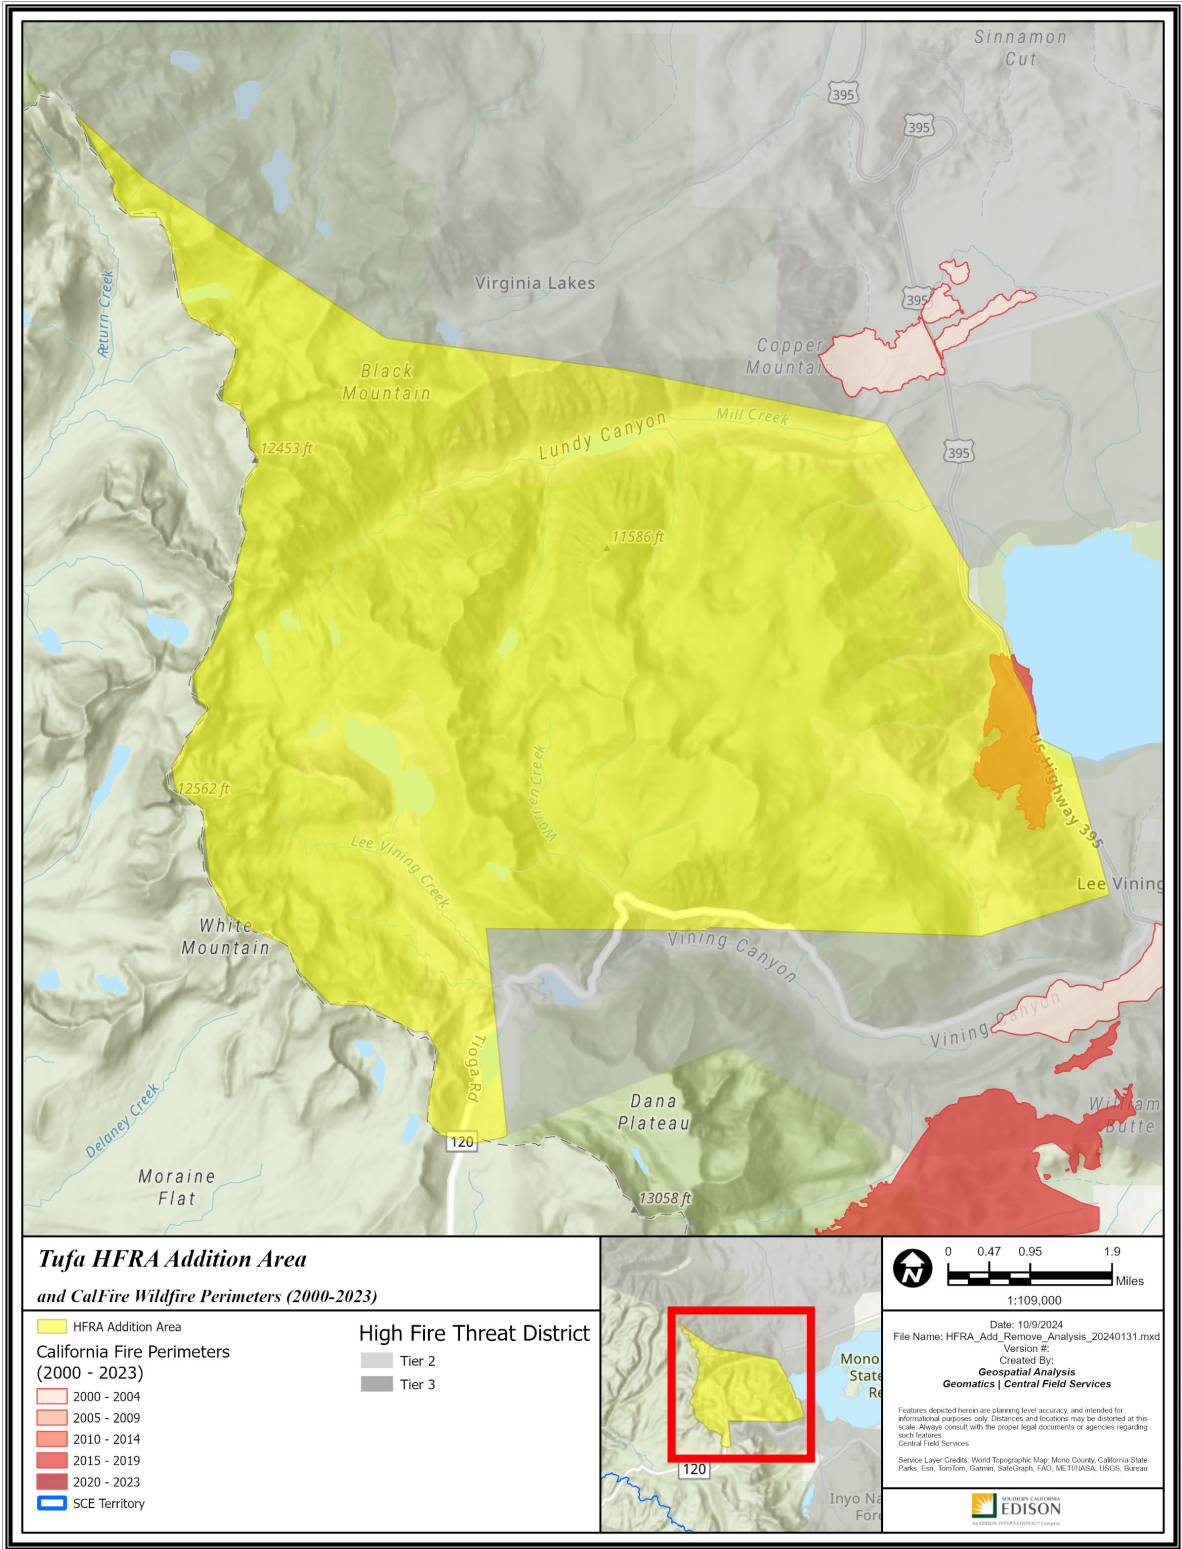 Sinnamon
Cut
395
395
Return Creek
Virginia Lakes
395
Copper
Mountain
Black
Mountain
Mill Creek
Lundy Canyon
12453 ft
395
11586 ft
US Highway 395
Warren Creek
12562 ft
Lee Vining Creek
Lee Vining
White
Mountain
Vining Canyon
Vining Canyon
Tioga Rd
Delaney Creek
Dana
Plateau
William
Butte
120
Moraine
Flat
13058 ft
Tufa HFRA Addition Area
and CalFire Wildfire Perimeters (2000-2023)
HFRA Addition Area
California Fire Perimeters
(2000 - 2023)
2000 - 2004
2005 - 2009
2010 - 2014
2015 - 2019
2020 - 2023
SCE Territory
High Fire Threat District
Tier 2
Tier 3
Mono
State
Re
120
Inyo Na
Fore
N
0 0.47 0.95 1.9
Miles
1:109,000
Date: 10/9/2024
File Name: HFRA_Add_Remove_Analysis_20240131.mxd
Version #:
Created By:
Geospatial Analysis
Geomatics | Central Field Services
Features depicted herein are planning level accuracy, and intended for
informational purposes only. Distances and locations may be distorted at this
scale. Always consult with the proper legal documents or agencies regarding
such features.
Central Field Services
Service Layer Credits: World Topographic Map: Mono County, California State
Parks, Esri, TomTom, Garmin, SafeGraph, FAO, METI/NASA, USGS, Bureau
SOUTHERN CALIFORNIA
EDISON
An EDISON INTERNATIONAL® Company